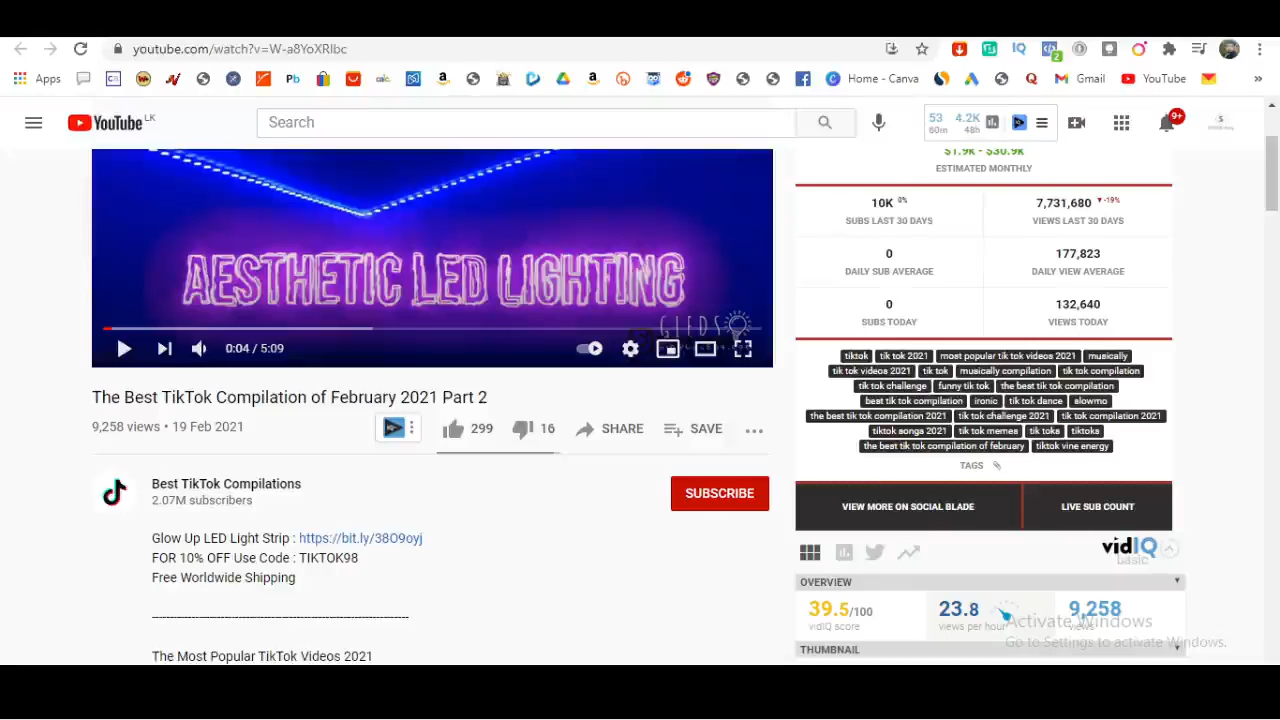 youtube.com/watch?v=W-a8YoXRlbc
Apps
Pb
Home - Canva
Gmail
YouTube
»
YouTube LK
Search
53 60m
4.2K 48h
9+
$1.9K - $30.9K
ESTIMATED MONTHLY
10K 0%
SUBS LAST 30 DAYS
7,731,680 ▼-19%
VIEWS LAST 30 DAYS
0
DAILY SUB AVERAGE
177,823
DAILY VIEW AVERAGE
0
SUBS TODAY
132,640
VIEWS TODAY
tiktok tik tok 2021 most popular tik tok videos 2021 musically
tik tok videos 2021 tik tok musically compilation tik tok compilation
tik tok challenge funny tik tok the best tik tok compilation
best tik tok compilation ironic tik tok dance slowmo
the best tik tok compilation 2021 tik tok challenge 2021 tik tok compilation 2021
tiktok songs 2021 tik tok memes tik toks tiktoks
the best tik tok compilation of february tiktok vine energy
TAGS
VIEW MORE ON SOCIAL BLADE
LIVE SUB COUNT
vidIQ
basic
OVERVIEW
39.5/100
vidIQ score
23.8
views per hour
9,258
views
THUMBNAIL
Activate Windows
Go to Settings to activate Windows.
AESTHETIC LED LIGHTING
GLEDS
0:04 / 5:09
The Best TikTok Compilation of February 2021 Part 2
9,258 views • 19 Feb 2021
299
16
SHARE
SAVE
Best TikTok Compilations
2.07M subscribers
SUBSCRIBE
Glow Up LED Light Strip : https://bit.ly/38O9oyj
FOR 10% OFF Use Code : TIKTOK98
Free Worldwide Shipping
The Most Popular TikTok Videos 2021